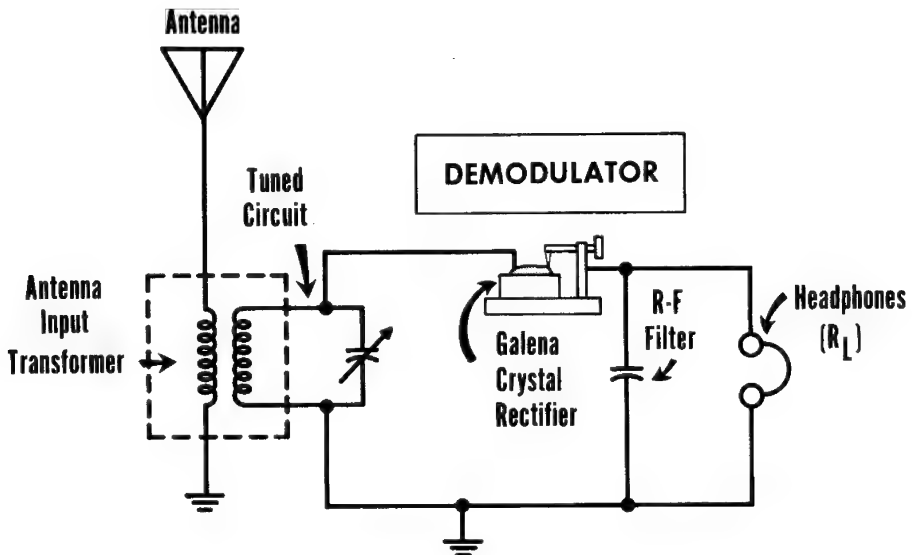 Antenna
DEMODULATOR
Tuned
Circuit
Antenna
Input
Transformer
Galena
Crystal
Rectifier
R-F
Filter
Headphones
(RL)